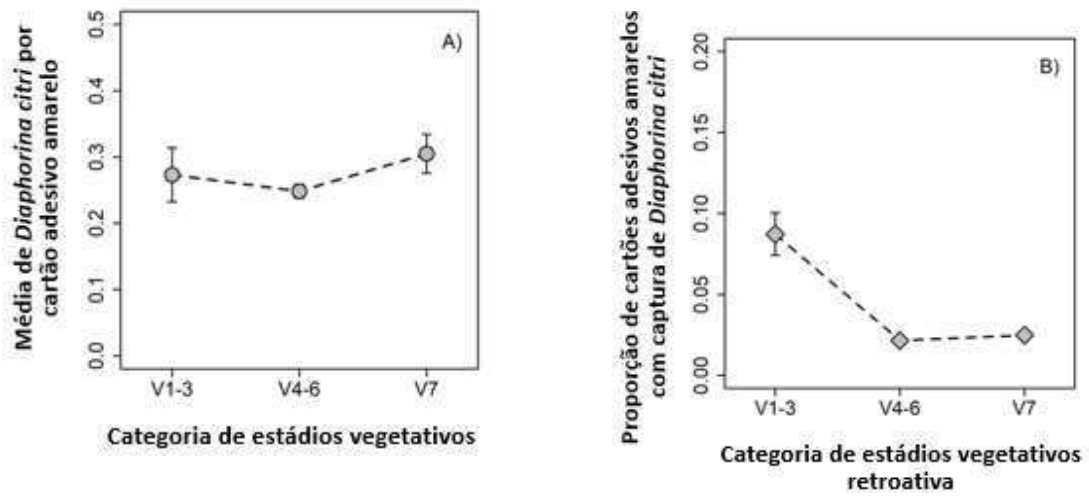 Média de Diaphorina citri por
cartão adesivo amarelo
0.5
0.4
0.3
0.2
0.1
0.0
A)
V1-3
V4-6
V7
Categoria de estádios vegetativos
Proporção de cartões adesivos amarelos
com captura de Diaphorina citri
0.20
0.15
0.10
0.05
0.00
B)
V1-3
V4-6
V7
Categoria de estádios vegetativos
retroativa